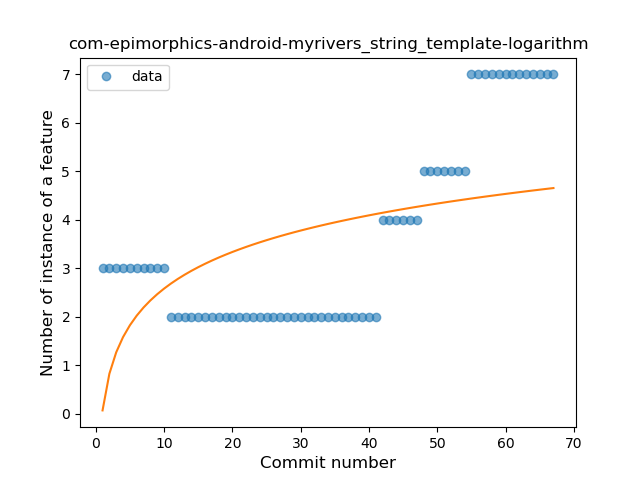 com-epimorphics-android-myrivers_string_template-logarithm
data
Number of instance of a feature
7
6
5
4
3
2
1
0
0 10 20 30 40 50 60 70
Commit number